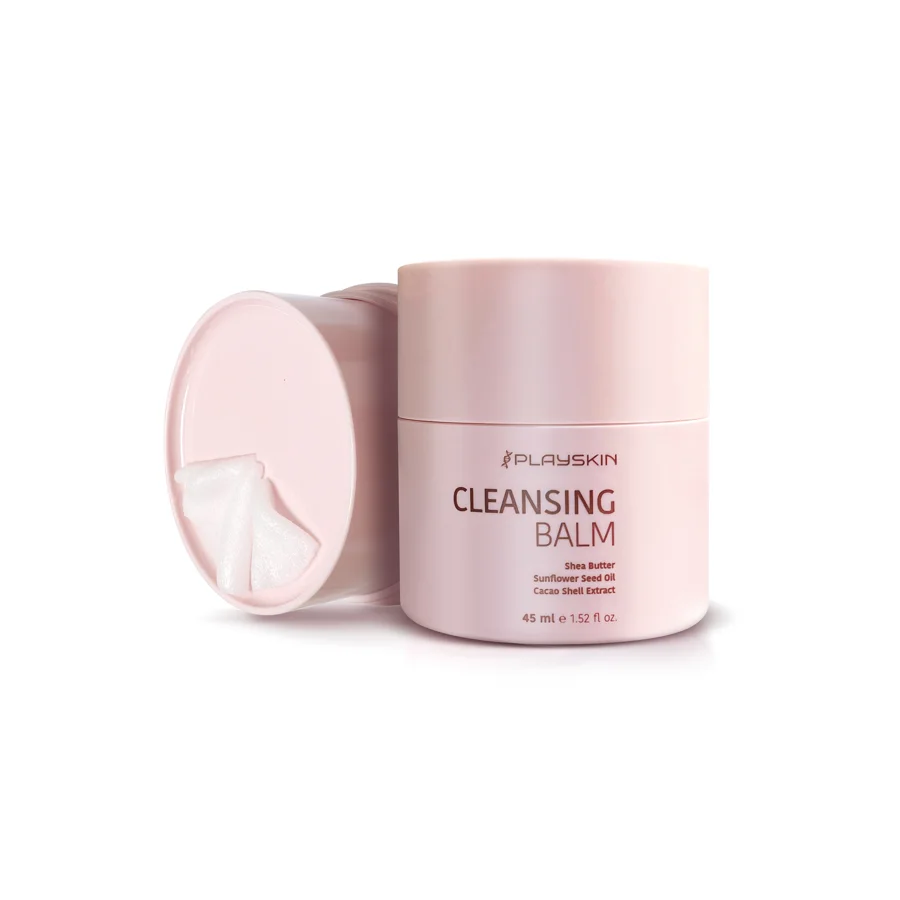 PLAYSKIN
CLEANSING
BALM
Shea Butter
Sunflower Seed Oil
Cacao Shell Extract
45 ml e 1.52 fl oz.